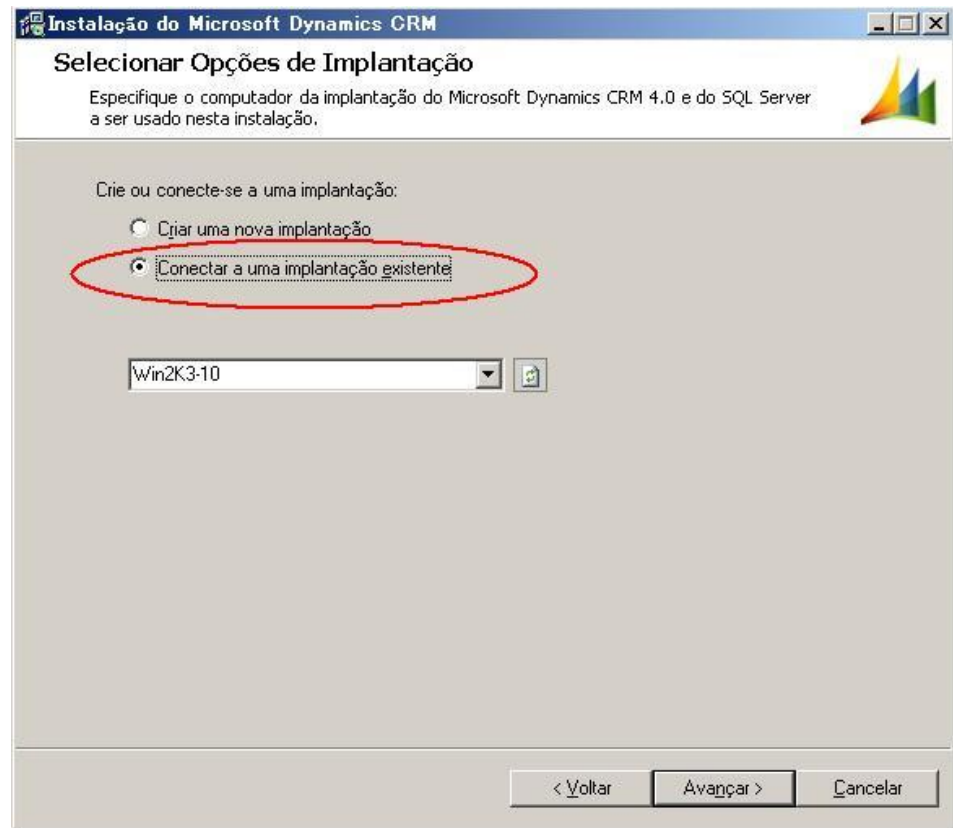 Instalação do Microsoft Dynamics CRM
Selecionar Opções de Implantação
Especifique o computador da implantação do Microsoft Dynamics CRM 4.0 e do SQL Server
a ser usado nesta instalação.
Crie ou conecte-se a uma implantação:
Criar uma nova implantação
Conectar a uma implantação existente
Win2K3-10
< Voltar Avançar > Cancelar